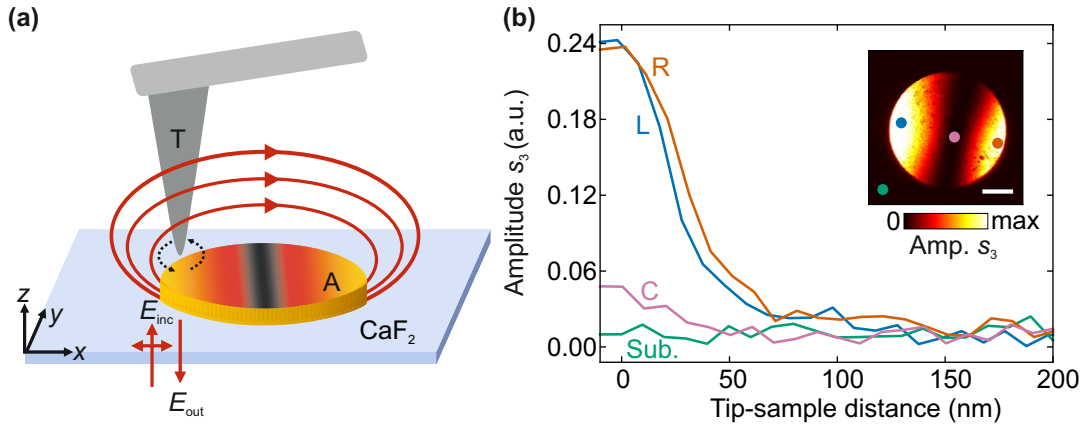 (a)
T
A
z
y
x
E_inc
E_out
CaF₂
(b)
Amplitude s₃ (a.u.)
0.24
0.18
0.12
0.06
0.00
R
L
C
Sub.
0 max
Amp. s₃
0 50 100 150 200
Tip-sample distance (nm)